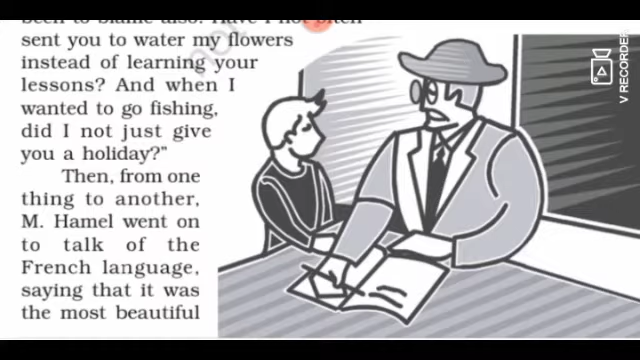 sent you to water my flowers
instead of learning your
lessons? And when I
wanted to go fishing,
did I not just give
you a holiday?"
Then, from one
thing to another,
M. Hamel went on
to talk of the
French language,
saying that it was
the most beautiful
V RECORDER